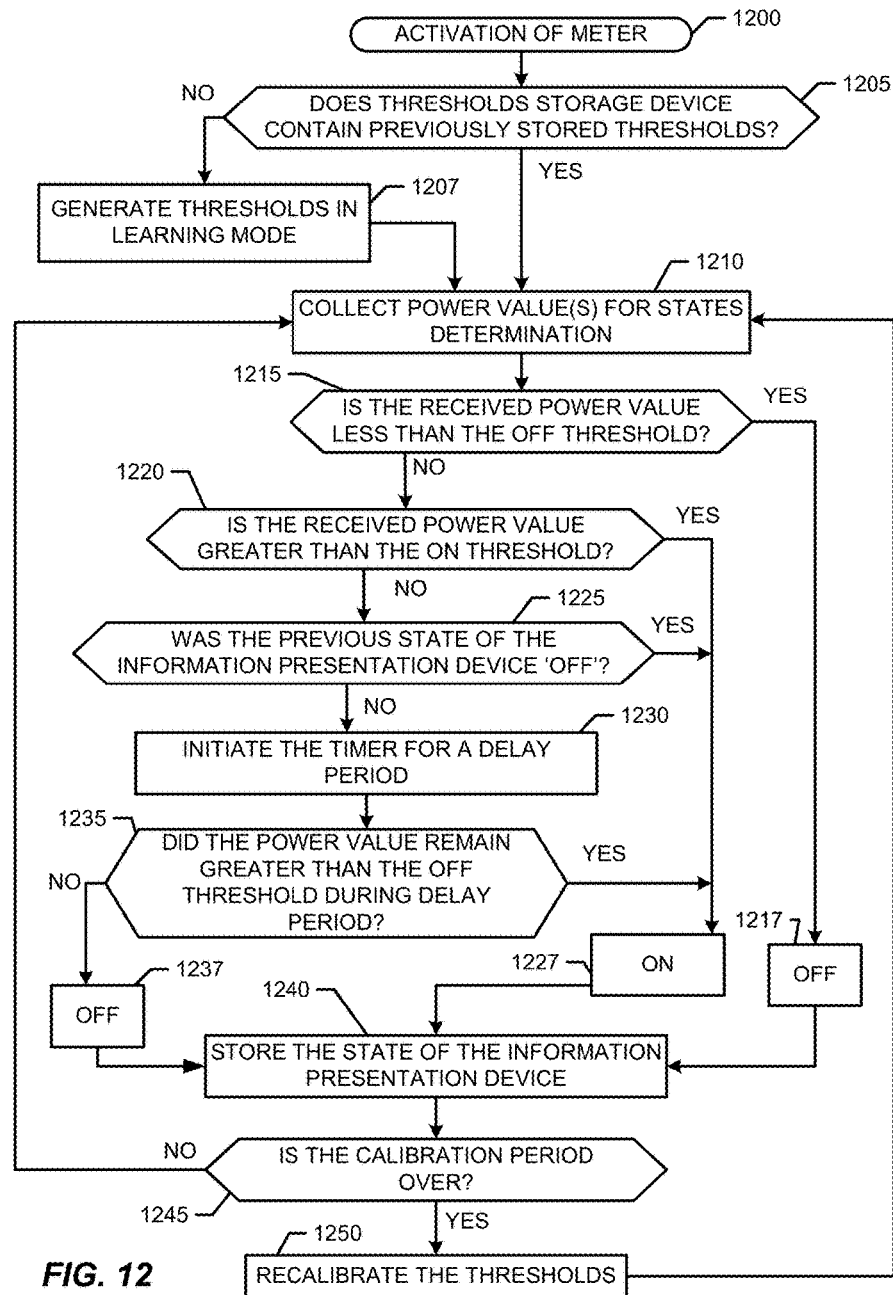 ACTIVATION OF METER
1200
1205
NO
DOES THRESHOLDS STORAGE DEVICE
CONTAIN PREVIOUSLY STORED THRESHOLDS?
YES
1207
GENERATE THRESHOLDS IN
LEARNING MODE
1210
COLLECT POWER VALUE(S) FOR STATES
DETERMINATION
1215
YES
IS THE RECEIVED POWER VALUE
LESS THAN THE OFF THRESHOLD?
NO
1220
YES
IS THE RECEIVED POWER VALUE
GREATER THAN THE ON THRESHOLD?
NO
1225
YES
WAS THE PREVIOUS STATE OF THE
INFORMATION PRESENTATION DEVICE 'OFF'?
NO
1230
INITIATE THE TIMER FOR A DELAY
PERIOD
1235
DID THE POWER VALUE REMAIN
GREATER THAN THE OFF
THRESHOLD DURING DELAY
PERIOD?
YES
NO
1217
1237
1227
ON
OFF
1240
OFF
STORE THE STATE OF THE INFORMATION
PRESENTATION DEVICE
NO
IS THE CALIBRATION PERIOD
OVER?
1245
YES
1250
RECALIBRATE THE THRESHOLDS
FIG. 12